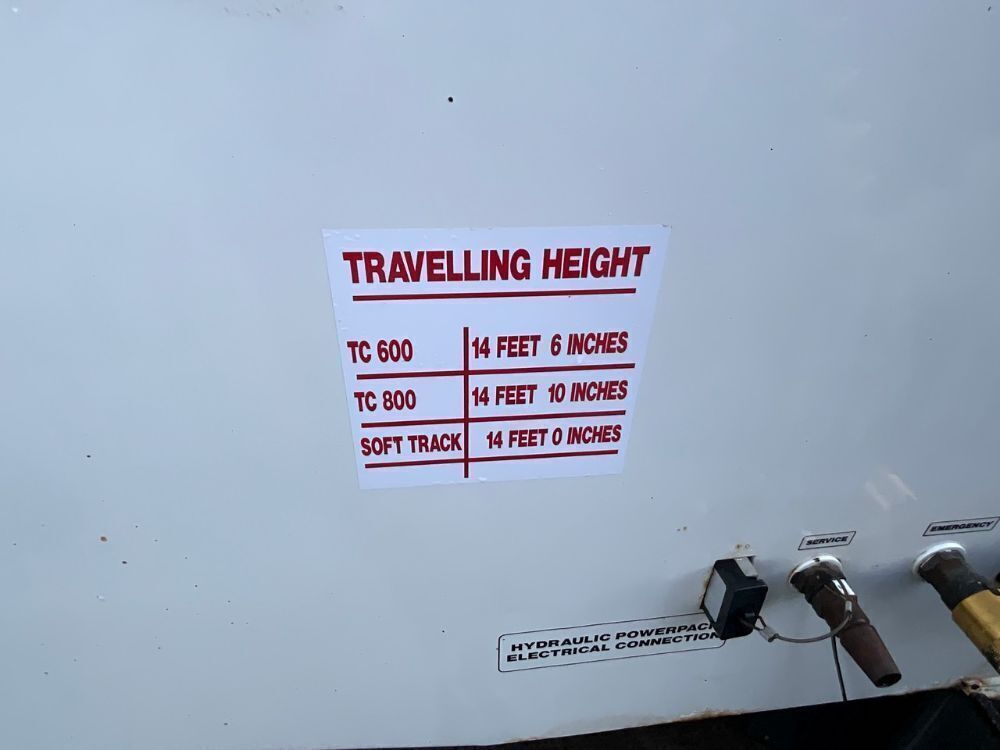 TRAVELLING HEIGHT
TC 600 14 FEET 6 INCHES
TC 800 14 FEET 10 INCHES
SOFT TRACK 14 FEET 0 INCHES
SERVICE
EMERGENCY
HYDRAULIC POWERPACK
ELECTRICAL CONNECTION